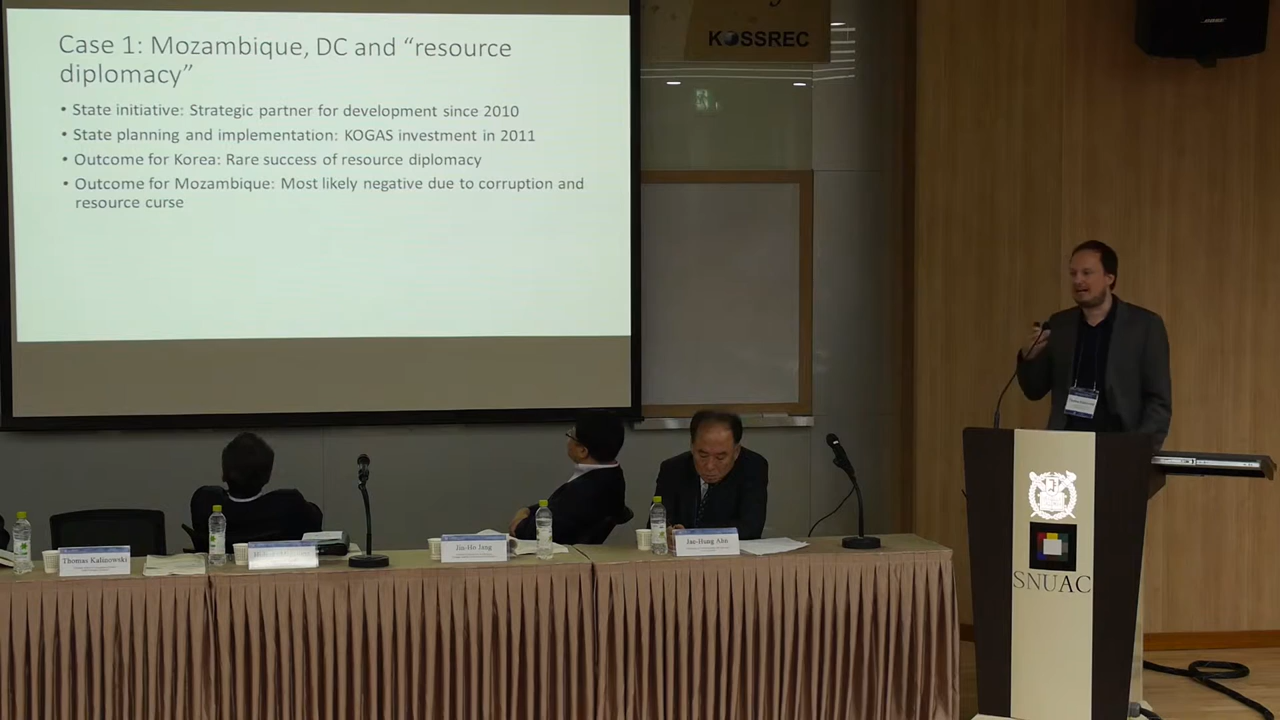 Case 1: Mozambique, DC and “resource
diplomacy”
• State initiative: Strategic partner for development since 2010
• State planning and implementation: KOGAS investment in 2011
• Outcome for Korea: Rare success of resource diplomacy
• Outcome for Mozambique: Most likely negative due to corruption and
resource curse
KOSSREC
BOSE
Thomas Kalinowski
Jin-Ho Jang
Jae-Hung Ahn
SNUAC